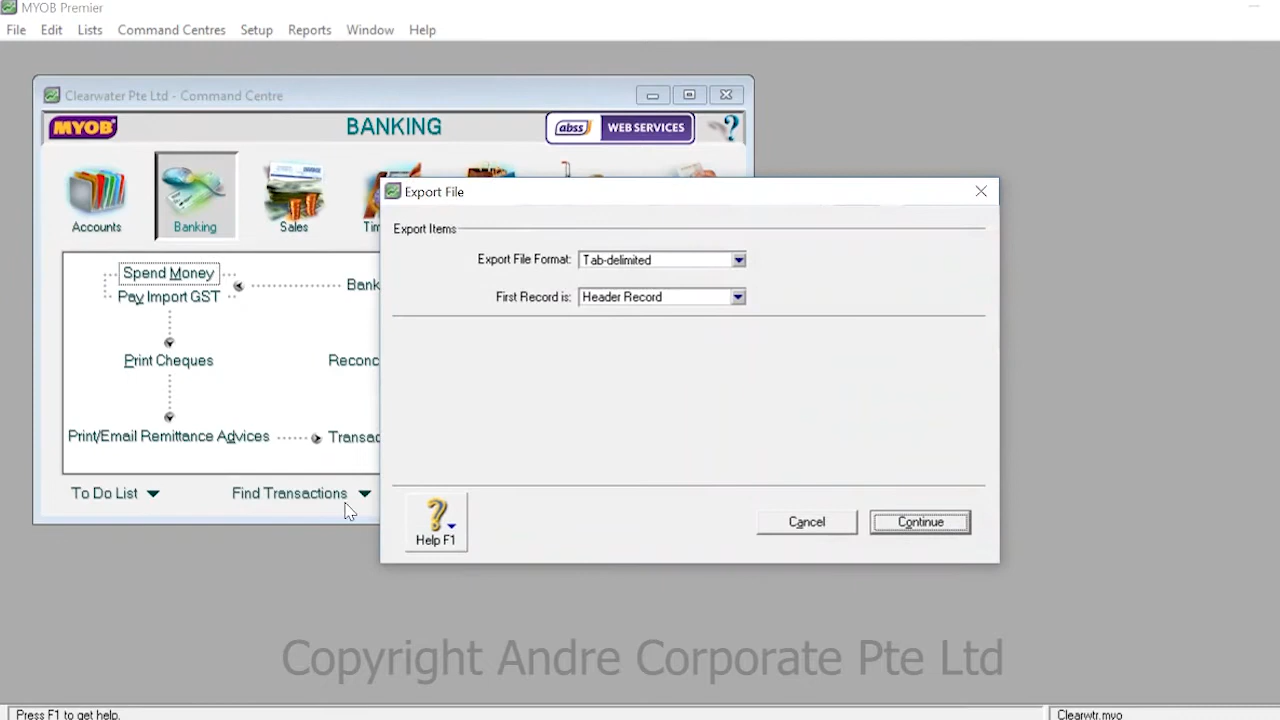 MYOB Premier
File Edit Lists Command Centres Setup Reports Window Help
Clearwater Pte Ltd - Command Centre
MYOB BANKING abss WEB SERVICES ?
Accounts Banking Sales
Export File
Export Items
Export File Format: Tab-delimited
First Record is: Header Record
Spend Money
Pay Import GST
Bank
Print Cheques
Reconc
Print/Email Remittance Advices
Transac
To Do List Find Transactions
Help F1
Cancel Continue
Copyright Andre Corporate Pte Ltd
Press F1 to get help. Clearwtr.myo